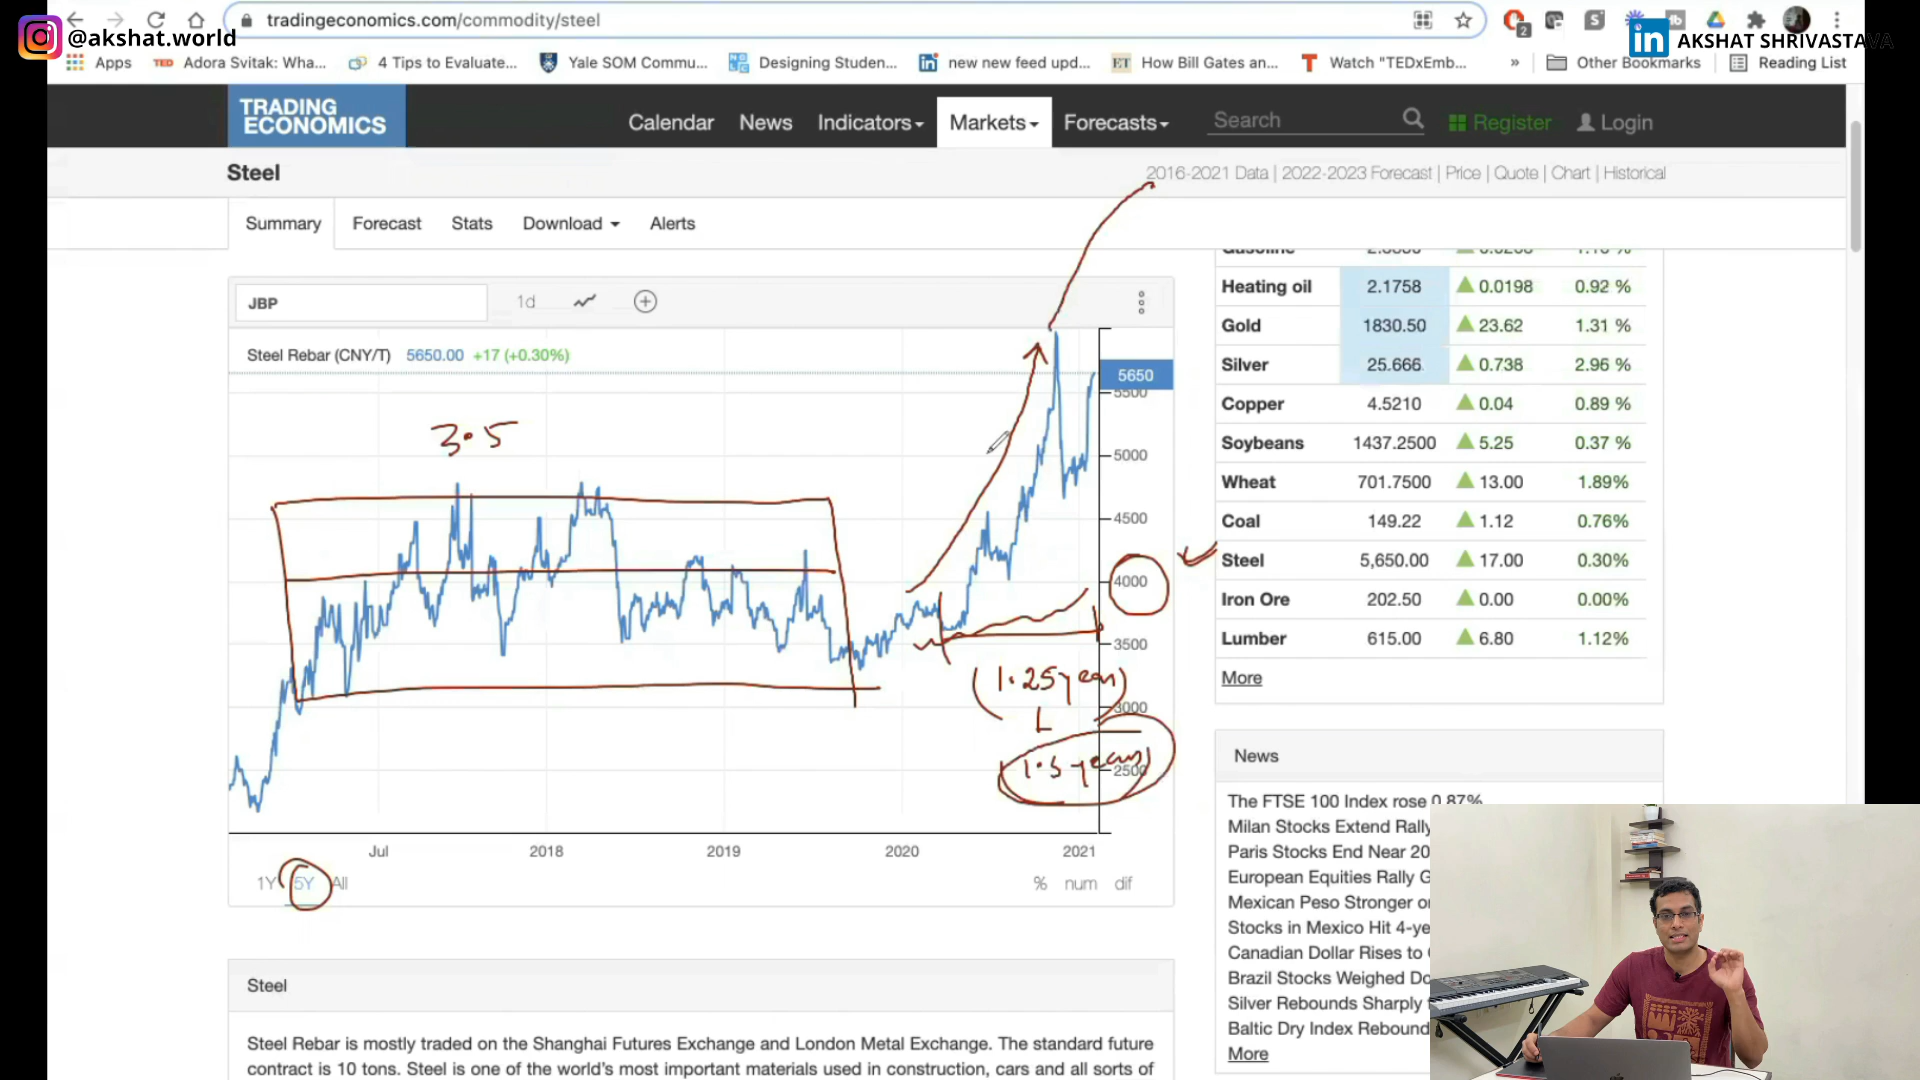 @akshat.world
tradingeconomics.com/commodity/steel
in AKSHAT SHRIVASTAVA
Apps
TED Adora Svitak: Wha...
4 Tips to Evaluate...
Yale SOM Commu...
Designing Studen...
in new new feed upd...
ET How Bill Gates an...
T Watch "TEDxEmb...
»
Other Bookmarks
Reading List
TRADING ECONOMICS
Calendar News Indicators Markets Forecasts Search Register Login
Steel
2016-2021 Data | 2022-2023 Forecast | Price | Quote | Chart | Historical
Summary Forecast Stats Download Alerts
JBP 1d
Steel Rebar (CNY/T) 5650.00 +17 (+0.30%)
5650
5500
5000
4500
4000
3500
3000
2500
3.5
(1.25years)
1.5 years)
Jul 2018 2019 2020 2021
1Y 5Y All % num dif
Heating oil 2.1758 0.0198 0.92 %
Gold 1830.50 23.62 1.31 %
Silver 25.666 0.738 2.96 %
Copper 4.5210 0.04 0.89 %
Soybeans 1437.2500 5.25 0.37 %
Wheat 701.7500 13.00 1.89%
Coal 149.22 1.12 0.76%
Steel 5,650.00 17.00 0.30%
Iron Ore 202.50 0.00 0.00%
Lumber 615.00 6.80 1.12%
More
News
The FTSE 100 Index rose 0.87%
Milan Stocks Extend Rally
Paris Stocks End Near 20
European Equities Rally
Mexican Peso Stronger
Stocks in Mexico Hit 4-ye
Canadian Dollar Rises to
Brazil Stocks Weighed Do
Silver Rebounds Sharply
Baltic Dry Index Rebound
More
Steel
Steel Rebar is mostly traded on the Shanghai Futures Exchange and London Metal Exchange. The standard future
contract is 10 tons. Steel is one of the world's most important materials used in construction, cars and all sorts of